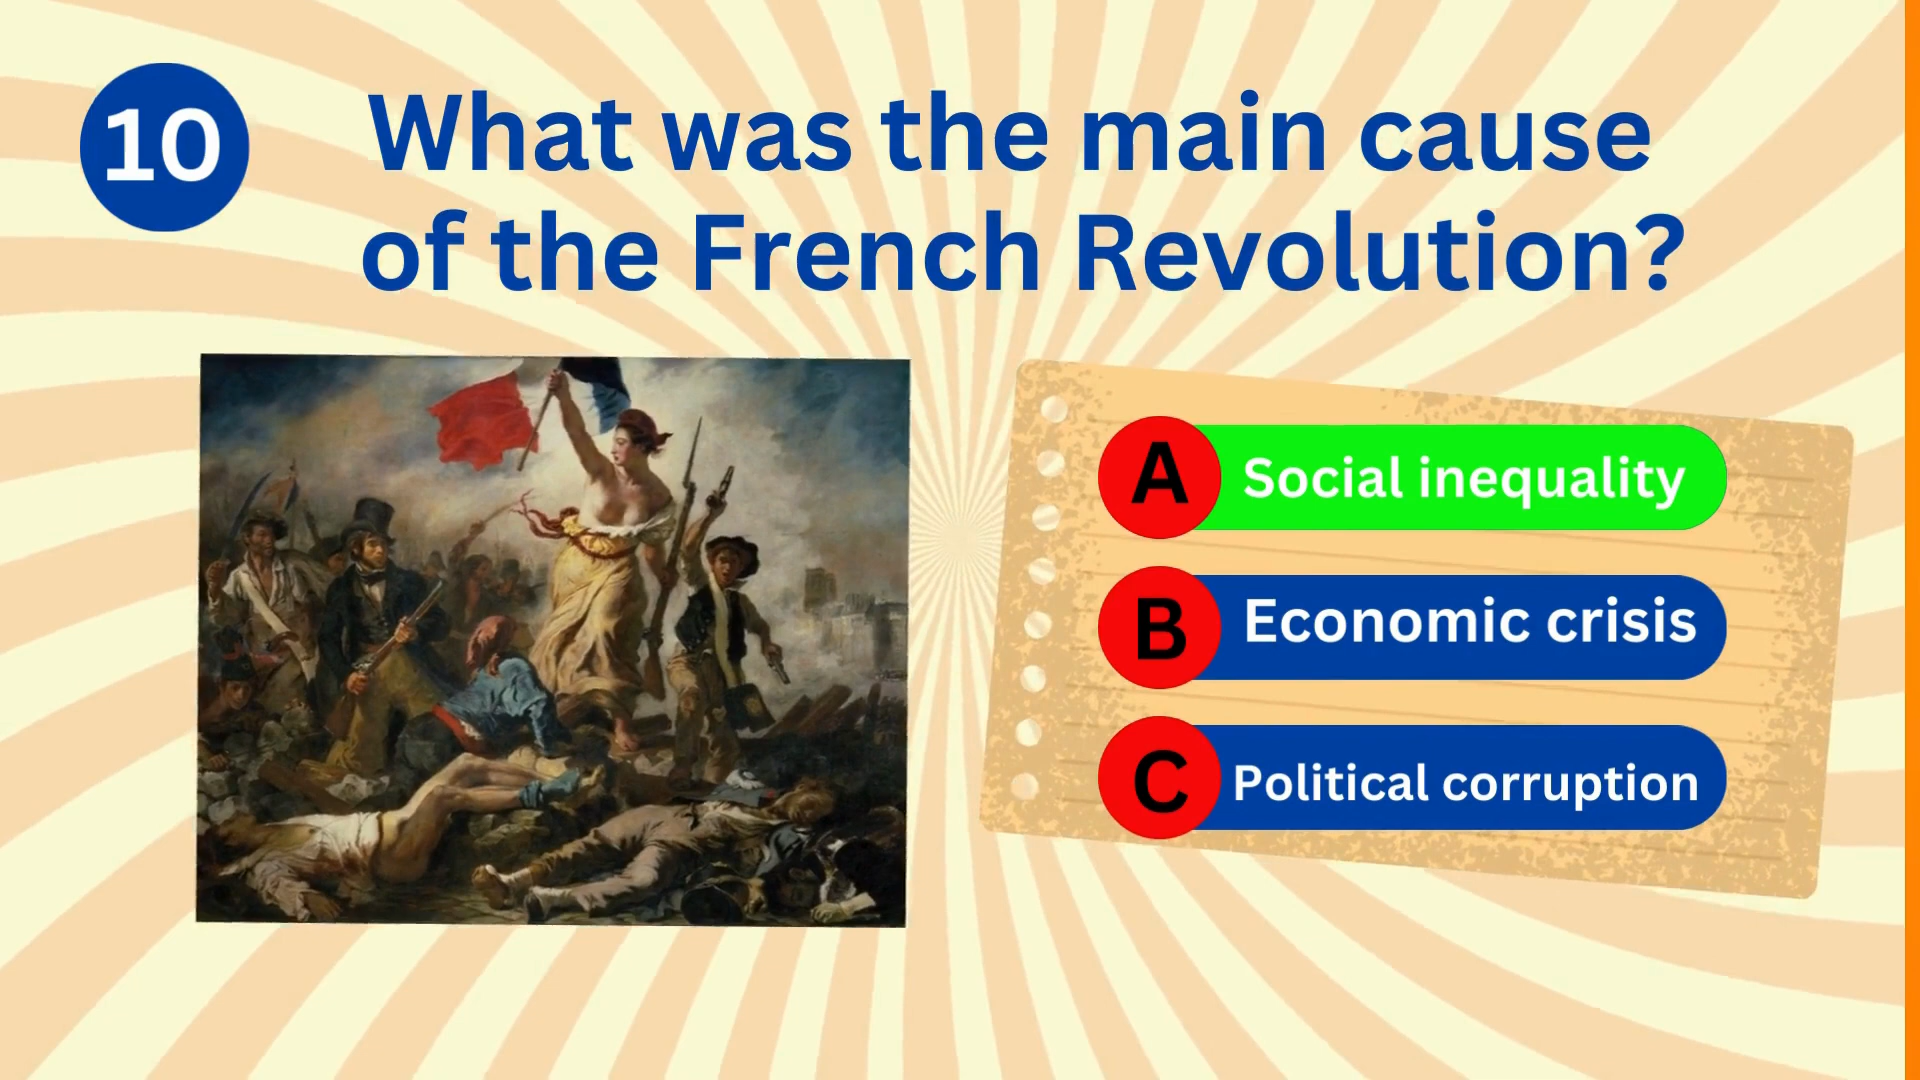 10
What was the main cause
of the French Revolution?
A Social inequality
B Economic crisis
C Political corruption